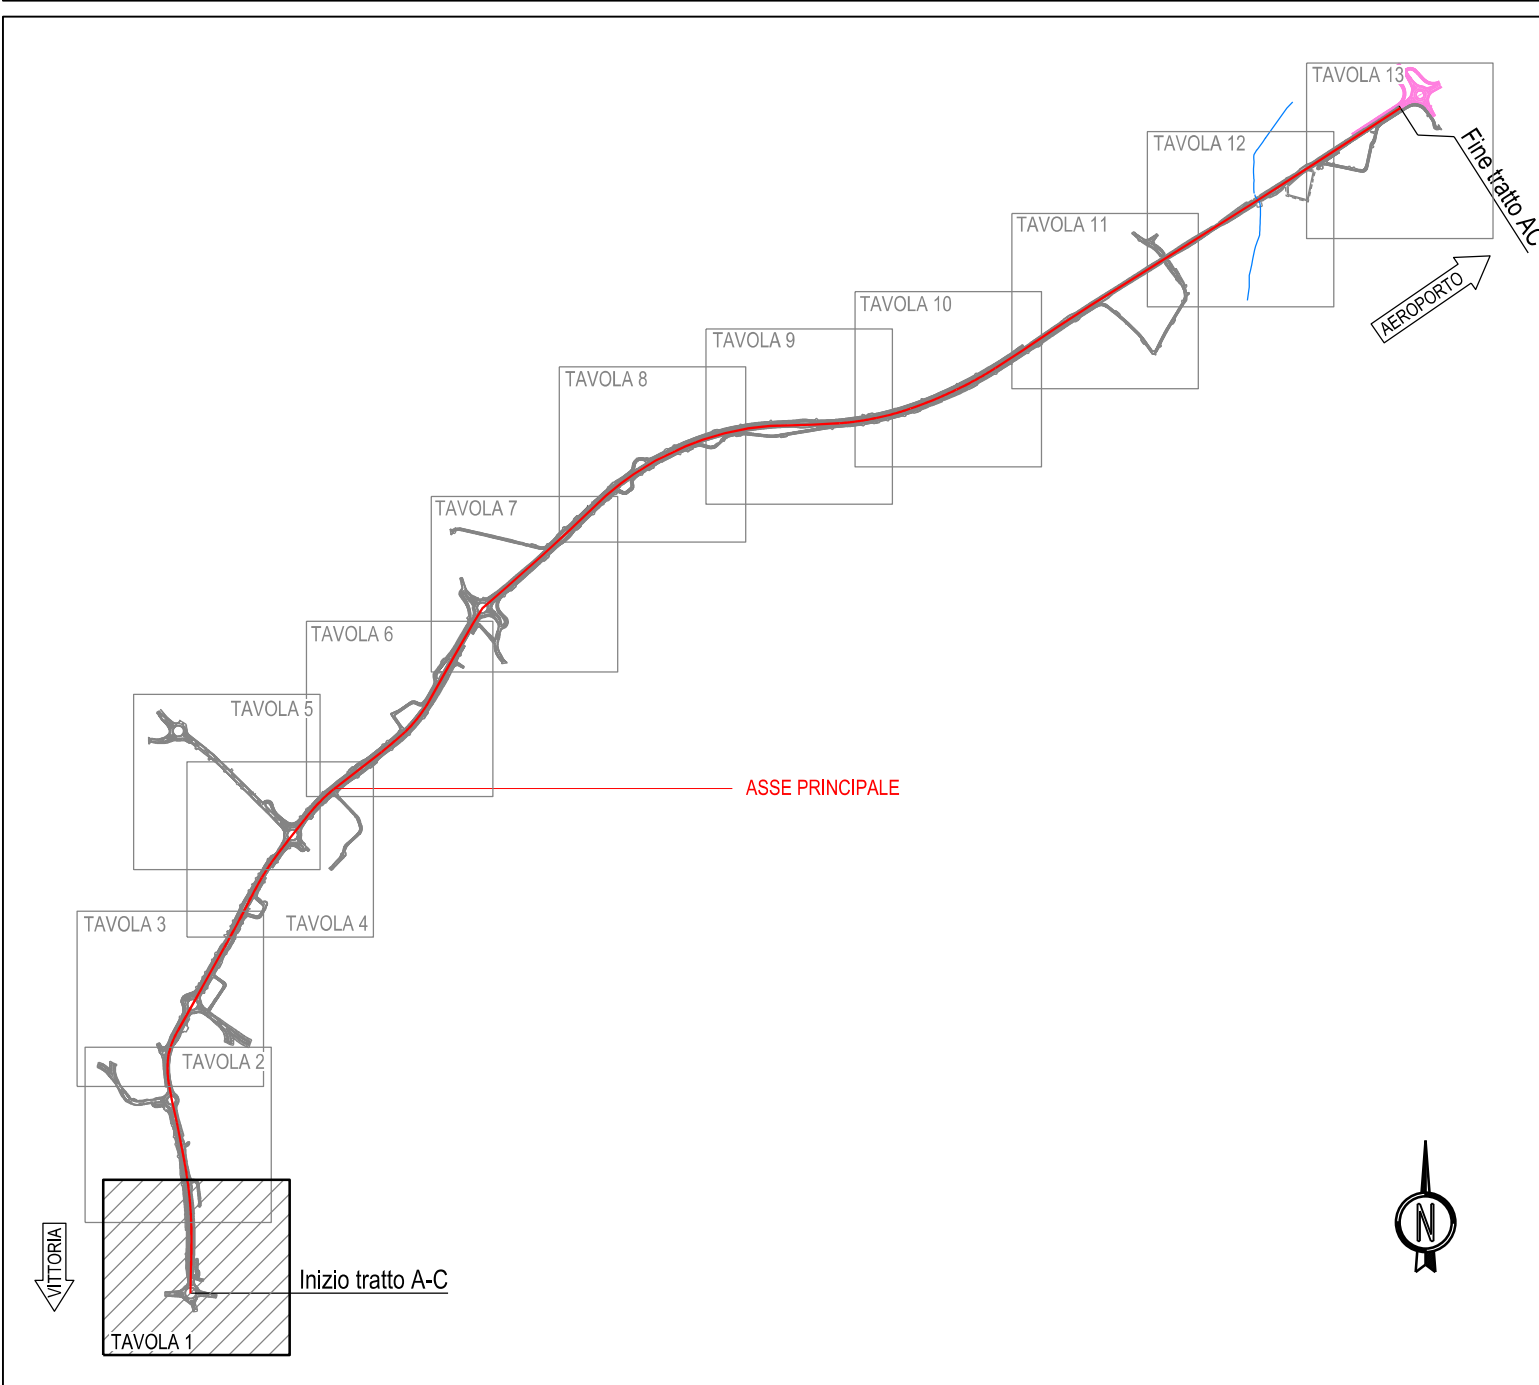 TAVOLA 13
Fine tratto AC
TAVOLA 12
TAVOLA 11
AEROPORTO
TAVOLA 10
TAVOLA 9
TAVOLA 8
TAVOLA 7
TAVOLA 6
TAVOLA 5
ASSE PRINCIPALE
TAVOLA 4
TAVOLA 3
TAVOLA 2
N
VITTORIA
Inizio tratto A-C
TAVOLA 1